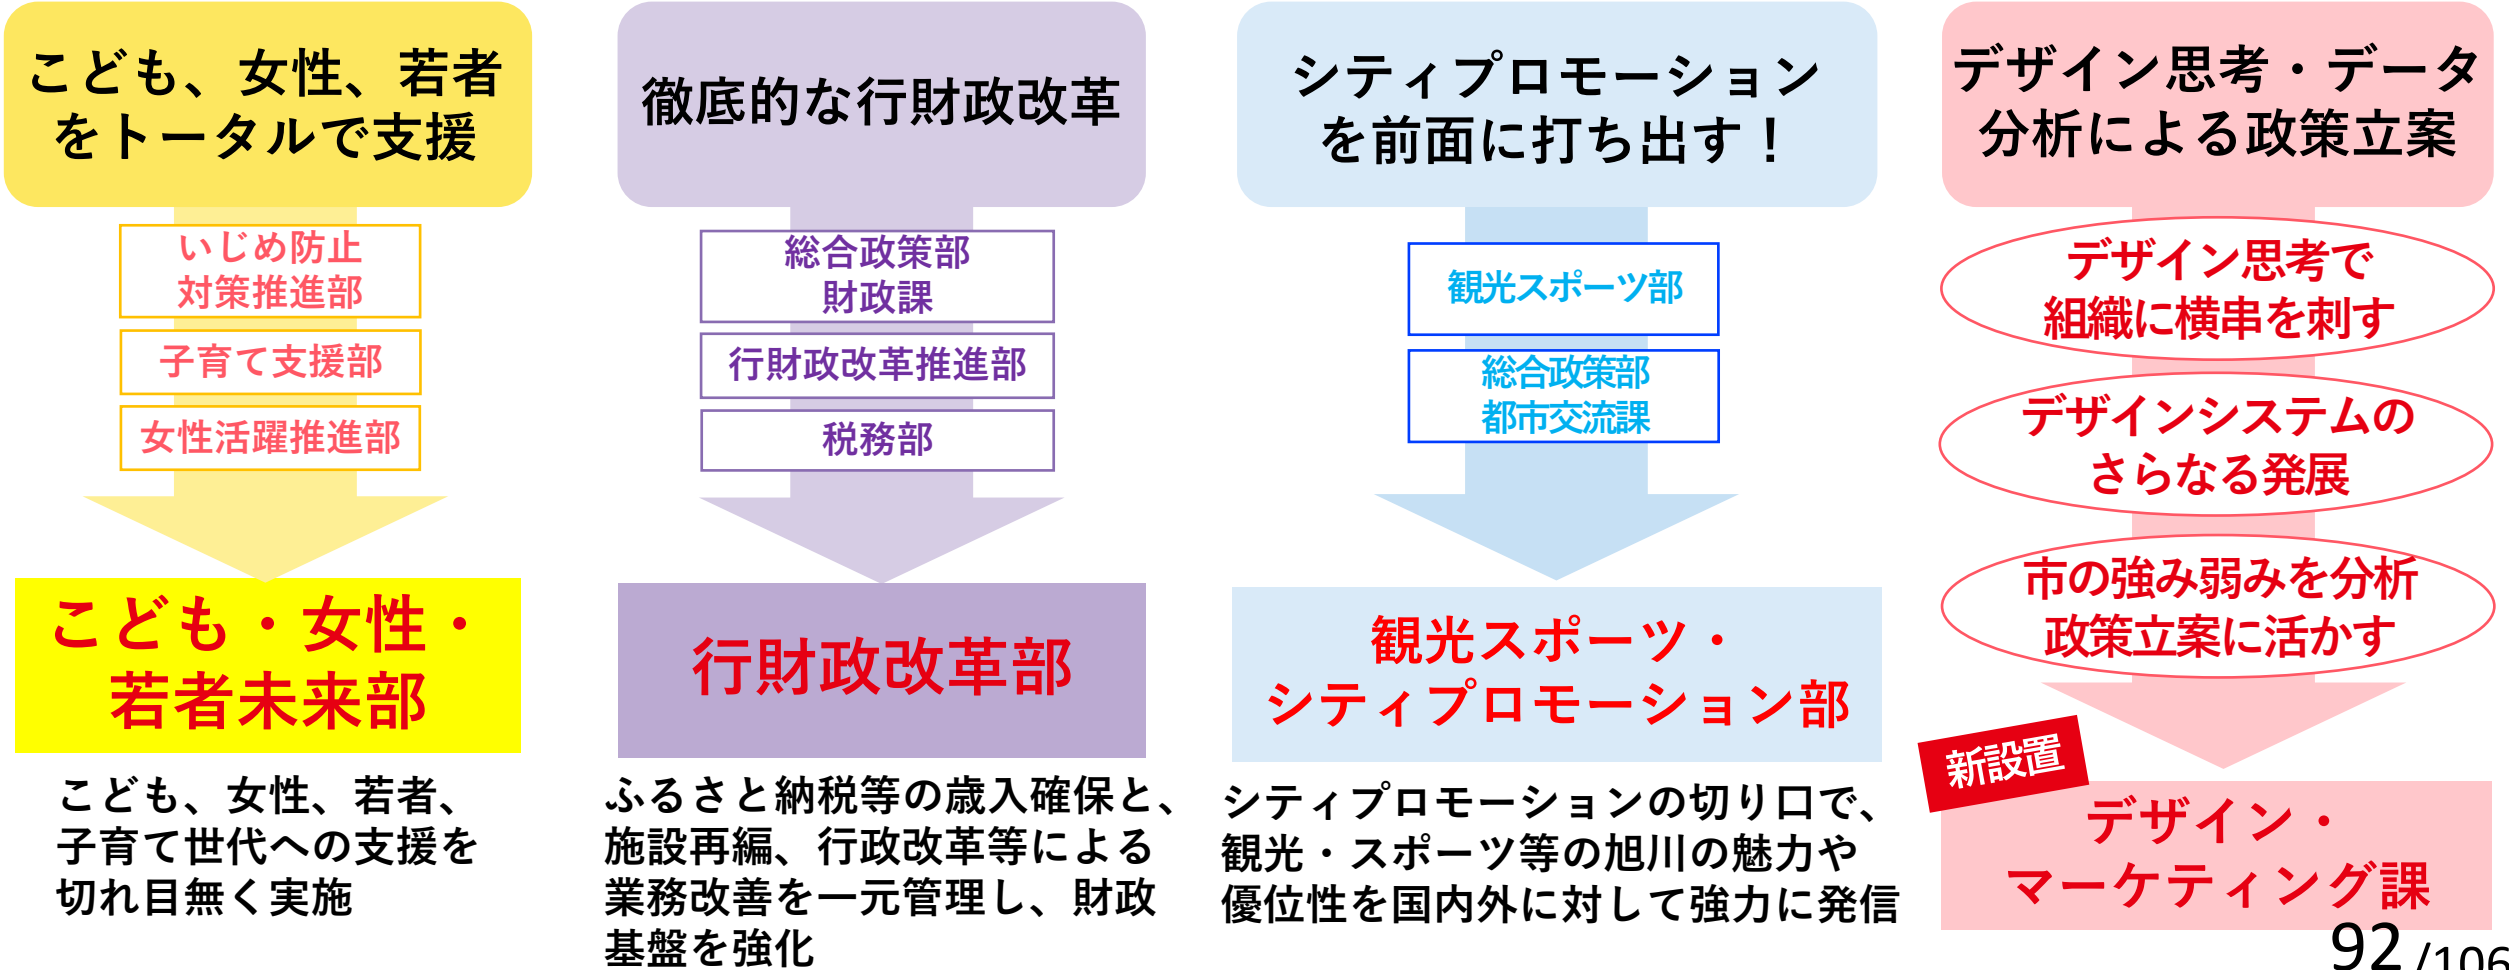 こども、女性、若者
をトータルで支援
いじめ防止
対策推進部
子育て支援部
女性活躍推進部
こども・女性・
若者未来部
こども、女性、若者、
子育て世代への支援を
切れ目無く実施
徹底的な行財政改革
総合政策部
財政課
行財政改革推進部
税務部
行財政改革部
ふるさと納税等の歳入確保と、
施設再編、行政改革等による
業務改善を一元管理し、財政
基盤を強化
シティプロモーション
を前面に打ち出す！
観光スポーツ部
総合政策部
都市交流課
観光スポーツ・
シティプロモーション部
シティプロモーションの切り口で、
観光・スポーツ等の旭川の魅力や
優位性を国内外に対して強力に発信
デザイン思考・データ
分析による政策立案
デザイン思考で
組織に横串を刺す
デザインシステムの
さらなる発展
市の強み弱みを分析
政策立案に活かす
新設置
デザイン・
マーケティング課
92 /106